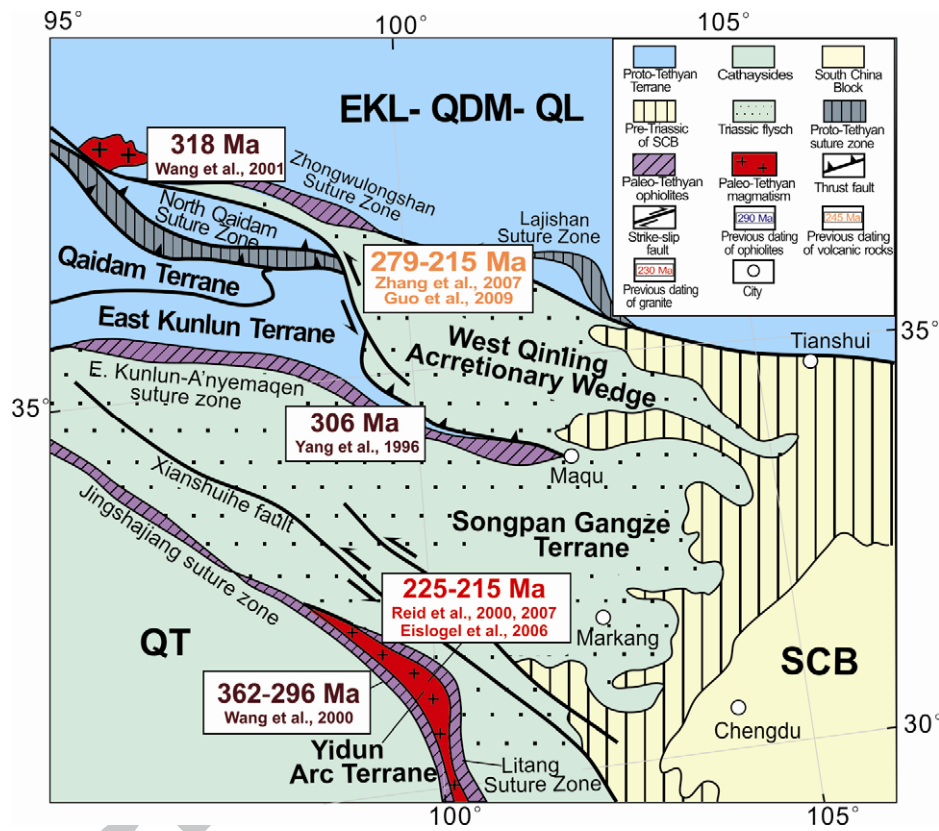 95°
100°
105°
EKL- QDM- QL
318 Ma
Wang et al., 2001
Zhongwulongshan
Suture Zone
North Qaidam
Suture Zone
Lajishan
Suture Zone
Qaidam Terrane
279-215 Ma
Zhang et al., 2007
Guo et al., 2009
East Kunlun Terrane
West Qinling
Acrretionary Wedge
Tianshui
35°
E. Kunlun-A'nyemaqen
suture zone
35°
306 Ma
Yang et al., 1996
Maqu
Xianshuihe fault
Jingshajiang suture zone
Songpan Gangze
Terrane
225-215 Ma
Reid et al., 2000, 2007
Eislogel et al., 2006
Markang
QT
SCB
362-296 Ma
Wang et al., 2000
Chengdu
30°
Yidun
Arc Terrane
Litang
Suture Zone
100°
105°
Proto-Tethyan
Terrane
Cathaysides
South China
Block
Pre-Triassic
of SCB
Triassic flysch
Proto-Tethyan
suture zone
Paleo-Tethyan
ophiolites
Paleo-Tethyan
magmatism
Thrust fault
Strike-slip
fault
290 Ma
Previous dating
of ophiolites
245 Ma
Previous dating
of volcanic rocks
230 Ma
Previous dating
of granite
City